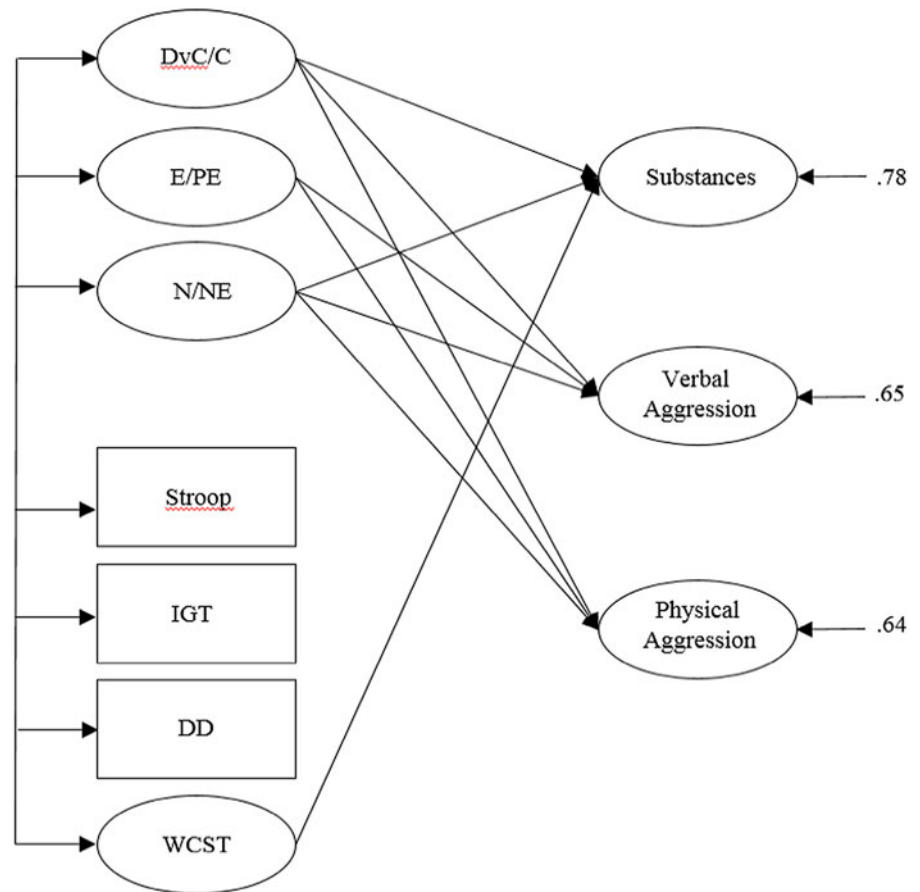 DvC/C
E/PE
N/NE
Stroop
IGT
DD
WCST
Substances
.78
Verbal
Aggression
.65
Physical
Aggression
.64